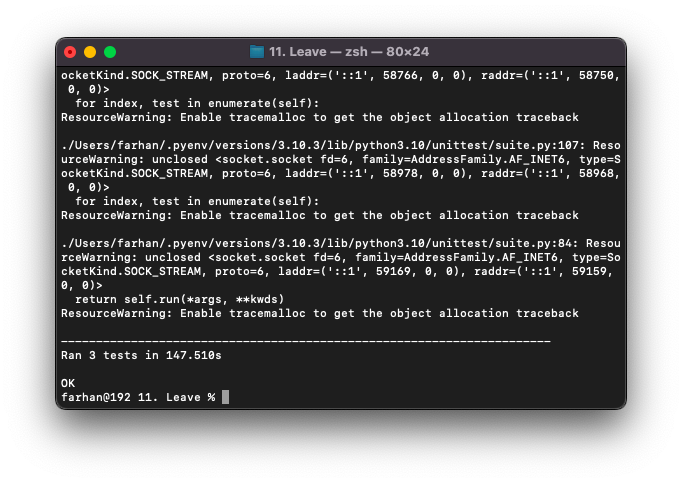 11. Leave — zsh — 80×24
ocketKind.SOCK_STREAM, proto=6, laddr=('::1', 58766, 0, 0), raddr=('::1', 58750,
 0, 0)>
  for index, test in enumerate(self):
ResourceWarning: Enable tracemalloc to get the object allocation traceback

./Users/farhan/.pyenv/versions/3.10.3/lib/python3.10/unittest/suite.py:107: Reso
urceWarning: unclosed <socket.socket fd=6, family=AddressFamily.AF_INET6, type=S
ocketKind.SOCK_STREAM, proto=6, laddr=('::1', 58978, 0, 0), raddr=('::1', 58968,
 0, 0)>
  for index, test in enumerate(self):
ResourceWarning: Enable tracemalloc to get the object allocation traceback

./Users/farhan/.pyenv/versions/3.10.3/lib/python3.10/unittest/suite.py:84: Resou
rceWarning: unclosed <socket.socket fd=6, family=AddressFamily.AF_INET6, type=So
cketKind.SOCK_STREAM, proto=6, laddr=('::1', 59169, 0, 0), raddr=('::1', 59159,
0, 0)>
  return self.run(*args, **kwds)
ResourceWarning: Enable tracemalloc to get the object allocation traceback

----------------------------------------------------------------------
Ran 3 tests in 147.510s

OK
farhan@192 11. Leave %